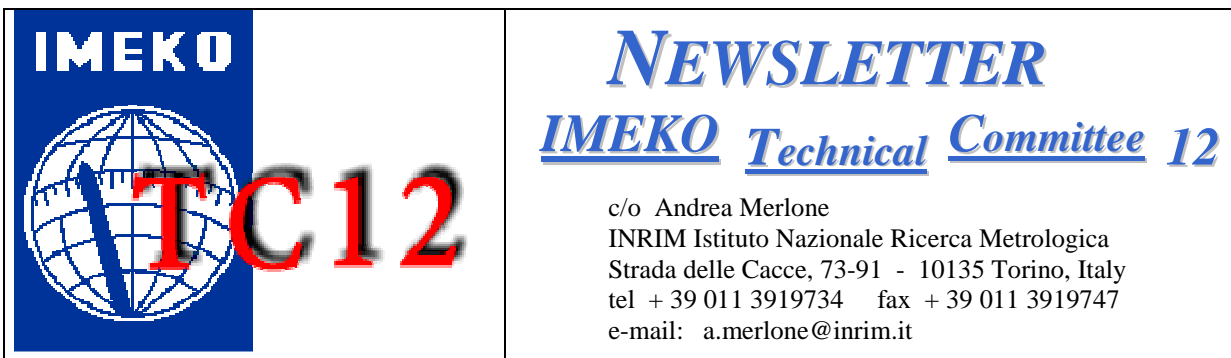 IMEKO
TC12
NEWSLETTER
IMEKO Technical Committee 12
c/o Andrea Merlone
INRIM Istituto Nazionale Ricerca Metrologica
Strada delle Cacce, 73-91 - 10135 Torino, Italy
tel + 39 011 3919734 fax + 39 011 3919747
e-mail: a.merlone@inrim.it